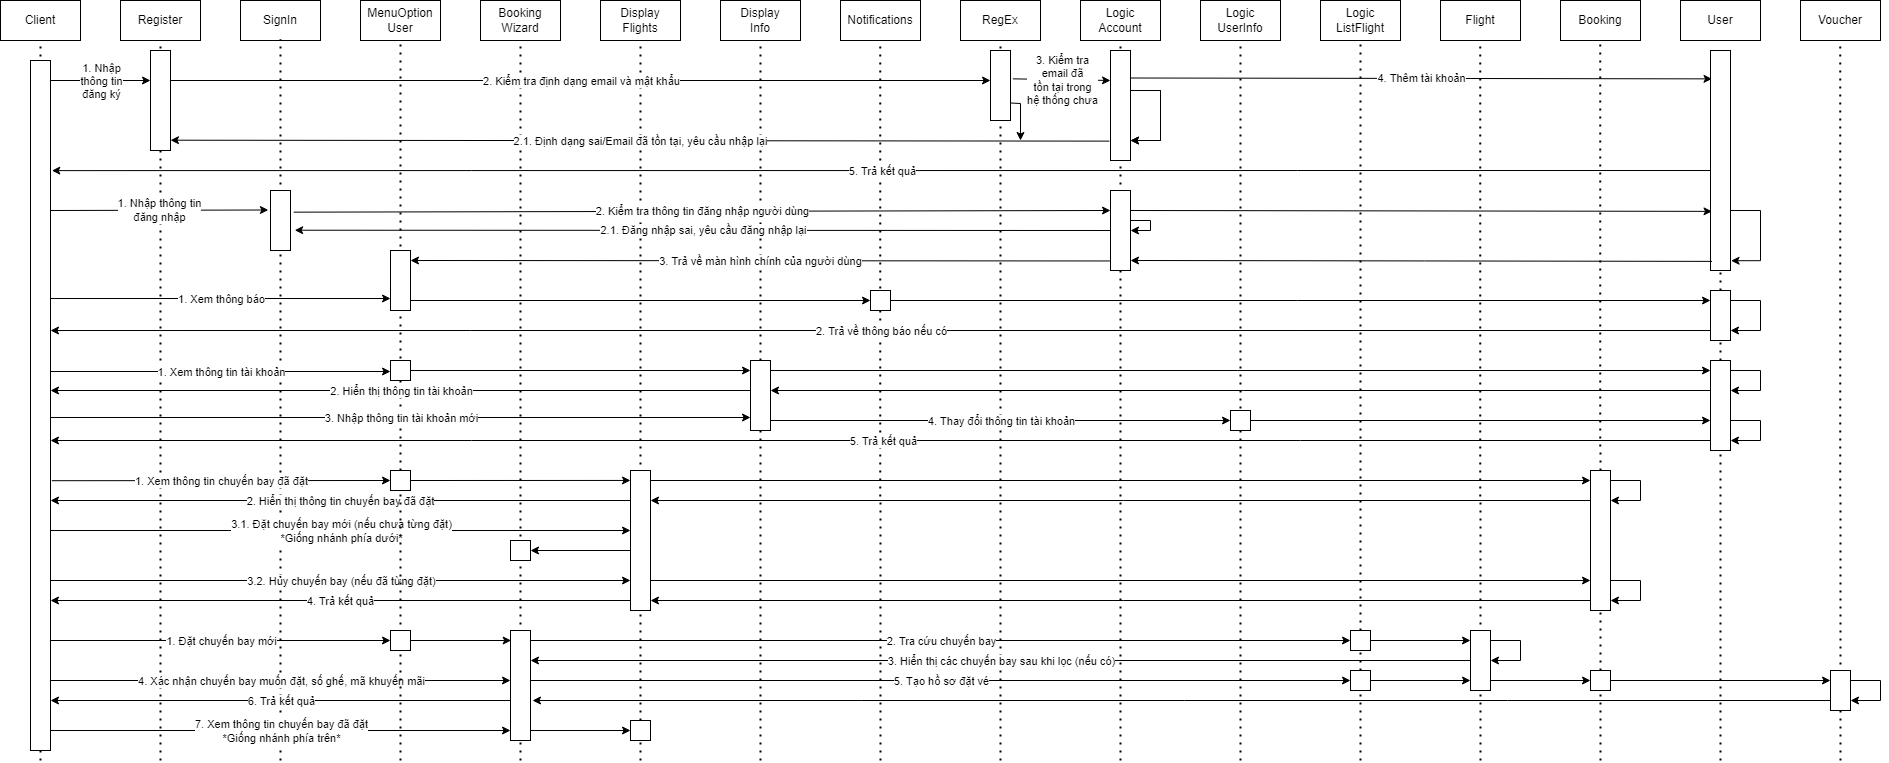 Client
Register
SignIn
MenuOption
User
Booking
Wizard
Display
Flights
Display
Info
Notifications
RegEx
Logic
Account
Logic
UserInfo
Logic
ListFlight
Flight
Booking
User
Voucher
1. Nhập
thông tin
đăng ký
2. Kiểm tra định dạng email và mật khẩu
3. Kiểm tra
email đã
tồn tại trong
hệ thống chưa
4. Thêm tài khoản
2.1. Định dạng sai/Email đã tồn tại, yêu cầu nhập lại
5. Trả kết quả
1. Nhập thông tin
đăng nhập
2. Kiểm tra thông tin đăng nhập người dùng
2.1. Đăng nhập sai, yêu cầu đăng nhập lại
3. Trả về màn hình chính của người dùng
1. Xem thông báo
2. Trả về thông báo nếu có
1. Xem thông tin tài khoản
2. Hiển thị thông tin tài khoản
3. Nhập thông tin tài khoản mới
4. Thay đổi thông tin tài khoản
5. Trả kết quả
1. Xem thông tin chuyến bay đã đặt
2. Hiển thị thông tin chuyến bay đã đặt
3.1. Đặt chuyến bay mới (nếu chưa từng đặt)
*Giống nhánh phía dưới*
3.2. Hủy chuyến bay (nếu đã từng đặt)
4. Trả kết quả
1. Đặt chuyến bay mới
2. Tra cứu chuyến bay
3. Hiển thị các chuyến bay sau khi lọc (nếu có)
4. Xác nhận chuyến bay muốn đặt, số ghế, mã khuyến mãi
5. Tạo hồ sơ đặt vé
6. Trả kết quả
7. Xem thông tin chuyến bay đã đặt
*Giống nhánh phía trên*